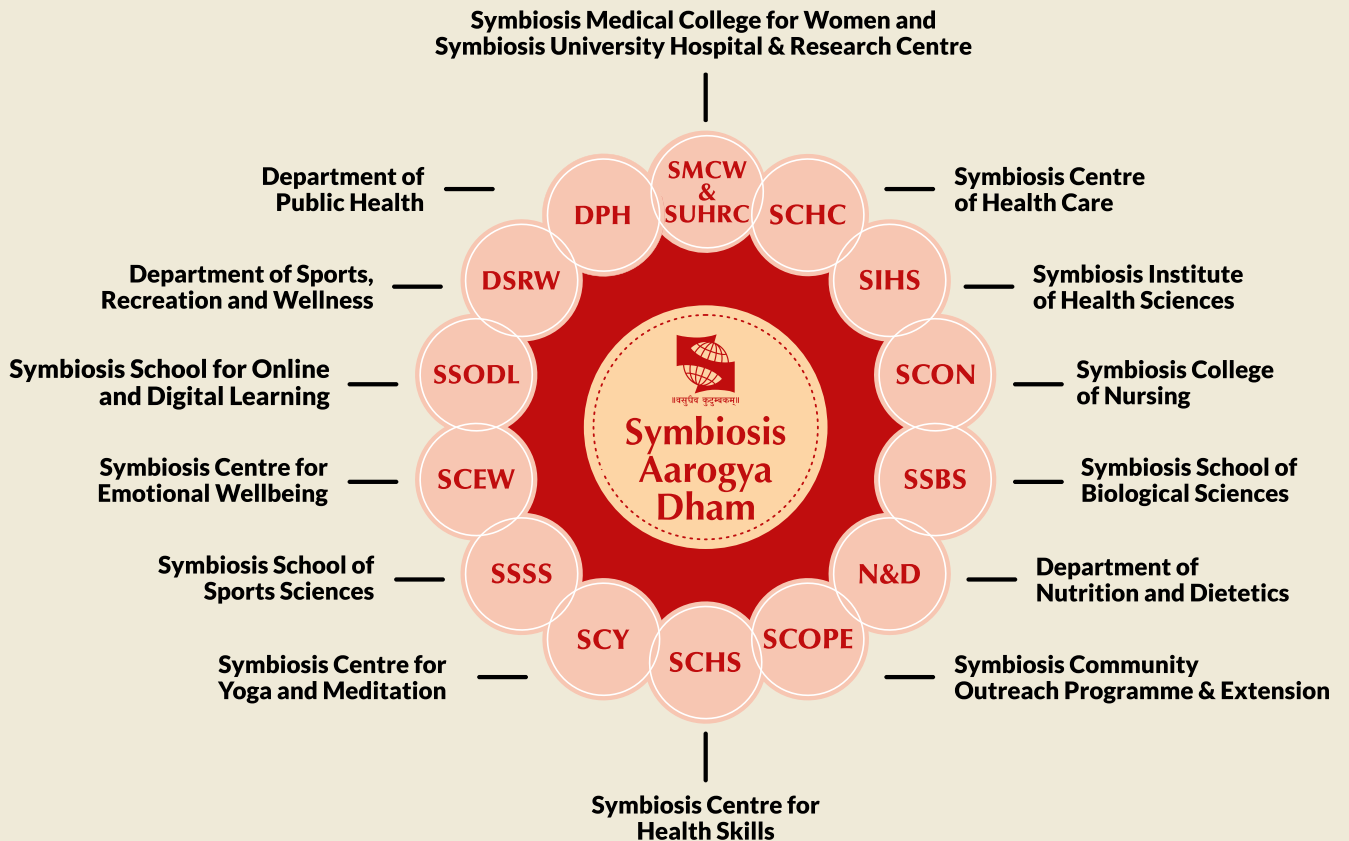 Symbiosis Medical College for Women and
Symbiosis University Hospital & Research Centre
SMCW
&
SUHRC
SCHC
Symbiosis Centre
of Health Care
SIHS
Symbiosis Institute
of Health Sciences
SCON
Symbiosis College
of Nursing
SSBS
Symbiosis School of
Biological Sciences
N&D
Department of
Nutrition and Dietetics
SCOPE
Symbiosis Community
Outreach Programme & Extension
SCHS
Symbiosis Centre for
Health Skills
SCY
Symbiosis Centre for
Yoga and Meditation
SSSS
Symbiosis School of
Sports Sciences
SCEW
Symbiosis Centre for
Emotional Wellbeing
SSODL
Symbiosis School for Online
and Digital Learning
DSRW
Department of Sports,
Recreation and Wellness
DPH
Department of
Public Health
॥वसुधैव कुटुम्बकम्॥
Symbiosis
Aarogya
Dham